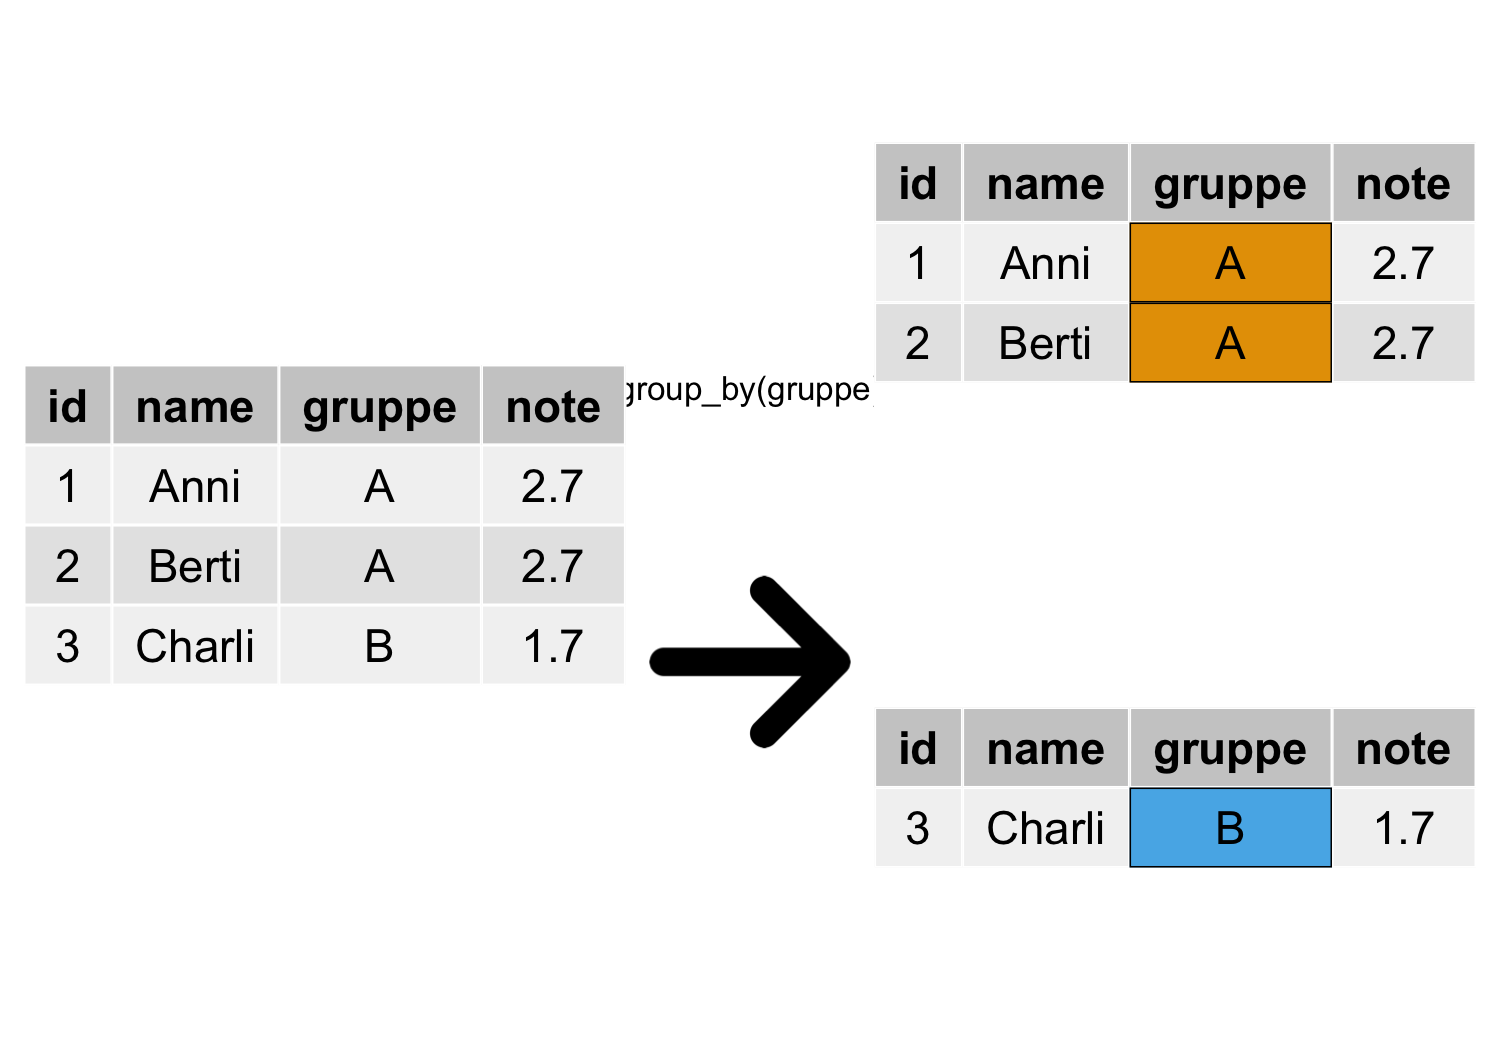 id name gruppe note
1 Anni A 2.7
2 Berti A 2.7
3 Charli B 1.7
group_by(gruppe)
id name gruppe note
1 Anni A 2.7
2 Berti A 2.7
id name gruppe note
3 Charli B 1.7